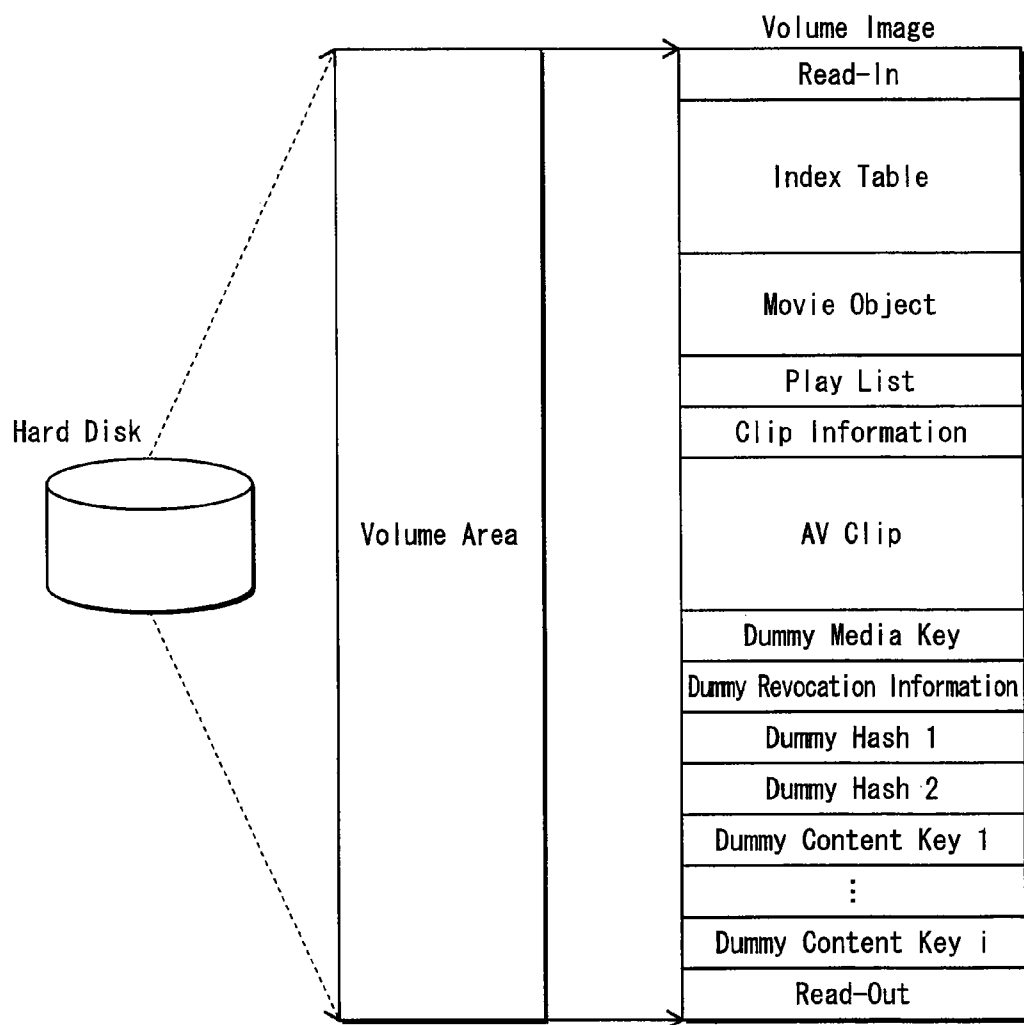 Volume Image
Read-In
Index Table
Movie Object
Play List
Hard Disk
Clip Information
Volume Area
AV Clip
Dummy Media Key
Dummy Revocation Information
Dummy Hash 1
Dummy Hash 2
Dummy Content Key 1
⋮
Dummy Content Key i
Read-Out